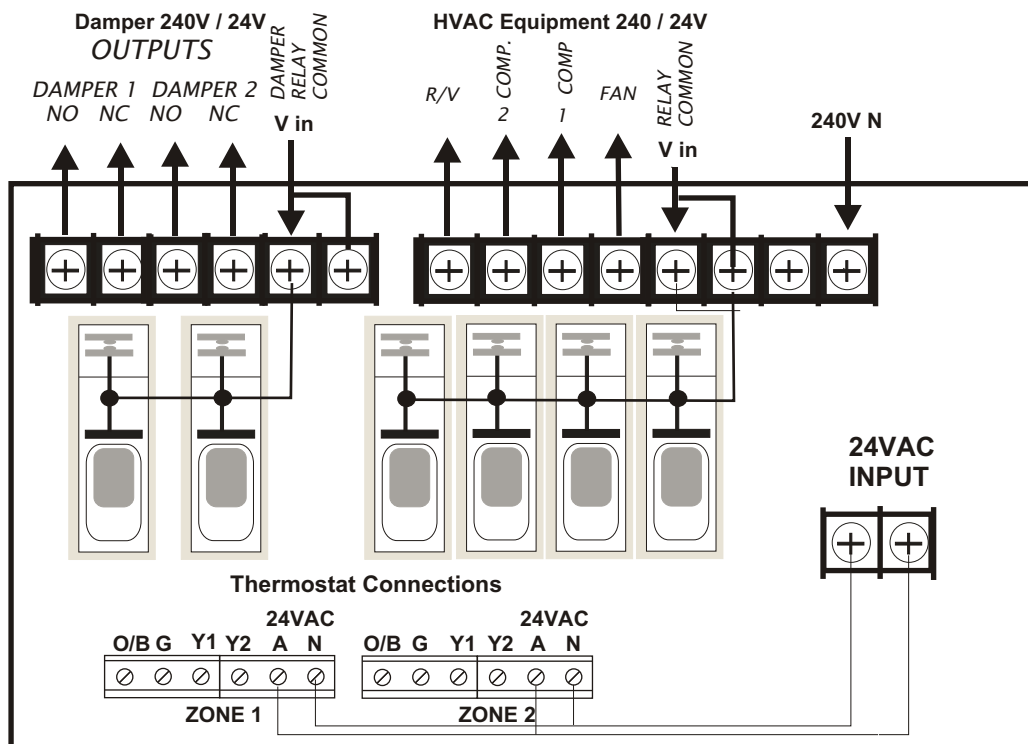 Damper 240V / 24V
OUTPUTS
DAMPER 1 DAMPER 2
NO NC NO NC
DAMPER
RELAY
COMMON
V in
HVAC Equipment 240 / 24V
R/V
COMP.
2
COMP
1
FAN
RELAY
COMMON
V in
240V N
24VAC
INPUT
Thermostat Connections
24VAC
O/B G Y1 Y2 A N
ZONE 1
24VAC
O/B G Y1 Y2 A N
ZONE 2